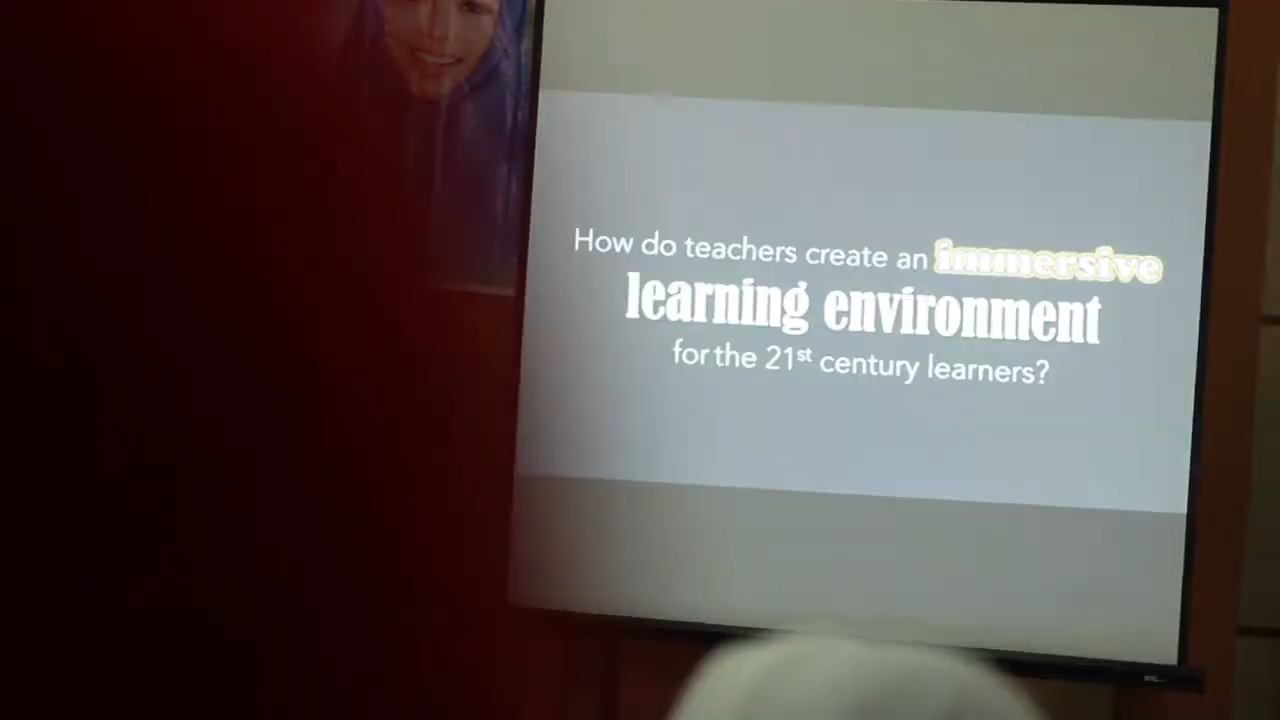 How do teachers create an immersive
learning environment
for the 21st century learners?